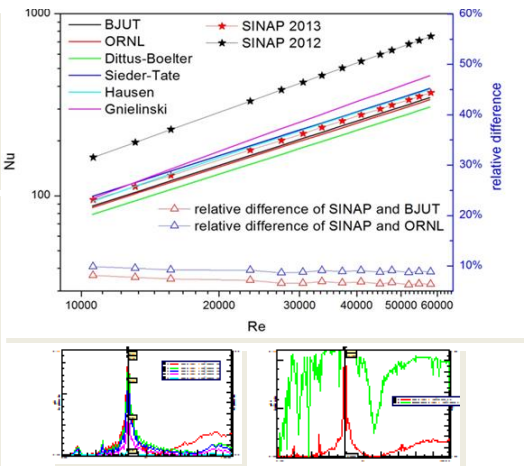 1000
100
Nu
BJUT
ORNL
Dittus-Boelter
Sieder-Tate
Hausen
Gnielinski
SINAP 2013
SINAP 2012
relative difference of SINAP and BJUT
relative difference of SINAP and ORNL
60%
50%
40%
30%
20%
10%
relative difference
10000
20000
30000
40000
50000
60000
Re